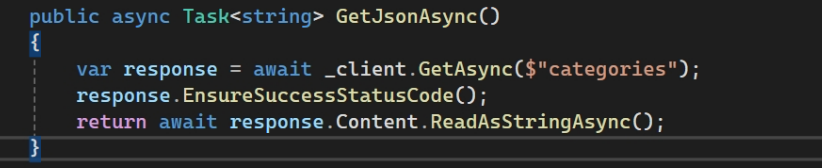 public async Task<string> GetJsonAsync()
{
    var response = await _client.GetAsync($"categories");
    response.EnsureSuccessStatusCode();
    return await response.Content.ReadAsStringAsync();
}